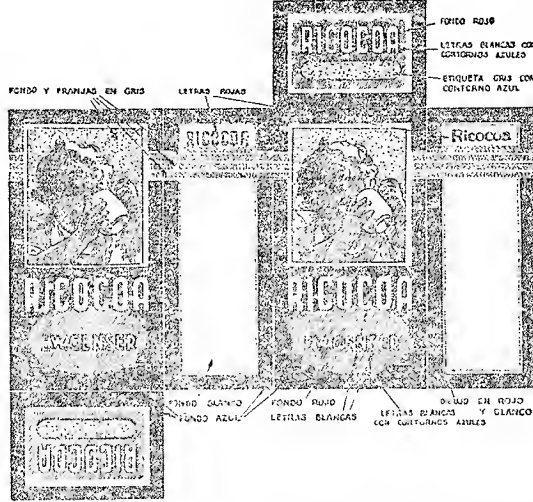 RICOCOA
FONDO ROJO
LETRAS BLANCAS CON
CONTORNOS AZULES
ETIQUETA GRIS CON
CONTORNO AZUL
FONDO Y FRANJAS EN GRIS
LETRAS ROJAS
RICOCOA
Ricocoa
RICOCOA
RICOCOA
FONDO BLANCO
FONDO AZUL
FONDO ROJO
LETRAS BLANCAS
LETRAS BLANCAS
CON CONTORNOS AZULES
DIBUJO EN ROJO
Y BLANCO
RICOCOA